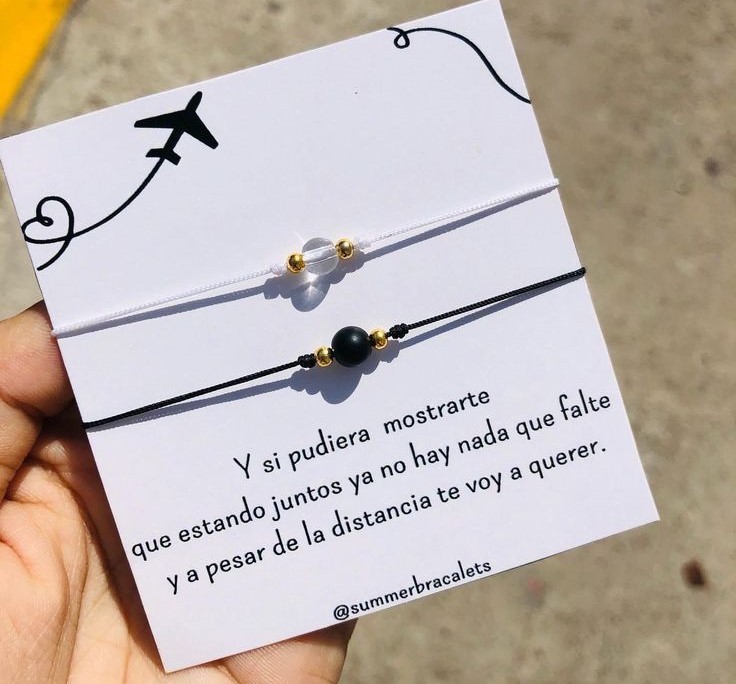 Y si pudiera mostrarte
que estando juntos ya no hay nada que falte
y a pesar de la distancia te voy a querer.
@summerbracalets